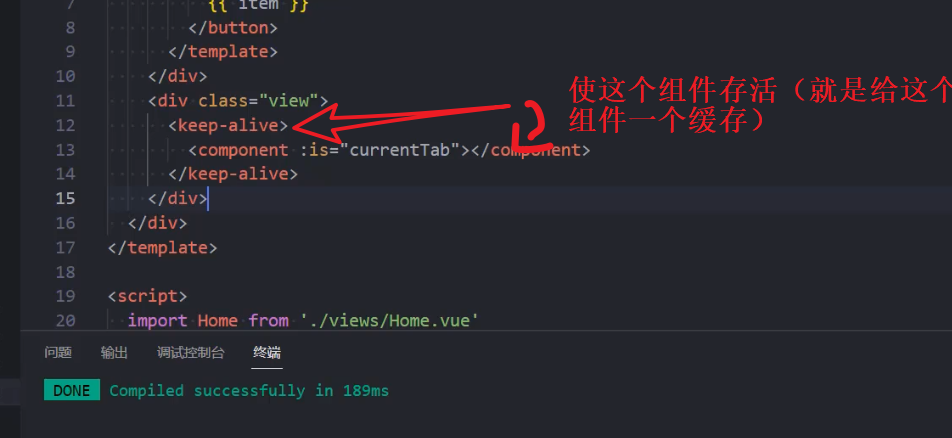 7 {{ item }}
8 </button>
9 </template>
10 </div>
11 <div class="view">
12 <keep-alive>
13 <component :is="currentTab"></component>
14 </keep-alive>
15 </div>
16 </div>
17 </template>
18
19 <script>
20 import Home from './views/Home.vue'
使这个组件存活（就是给这个
组件一个缓存）
问题 输出 调试控制台 终端
DONE Compiled successfully in 189ms